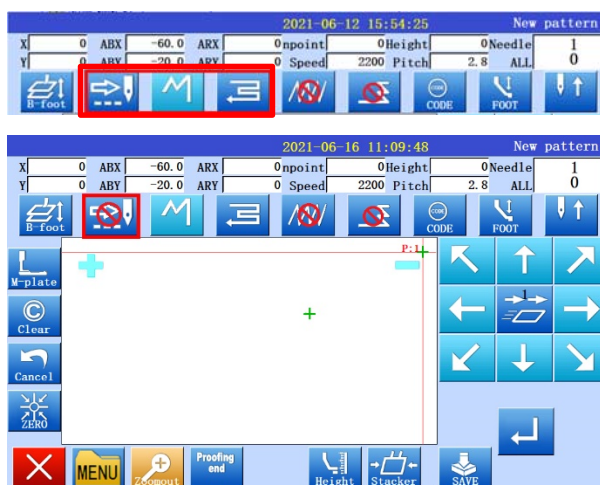 2021-06-12 15:54:25 New pattern
X 0 ABX -60.0 ARX 0 npoint 0 Height 0 Needle 1
Y 0 ABY -20.0 ARY 0 Speed 2200 Pitch 2.8 ALL 0
B-foot CODE CODE FOOT
2021-06-16 11:09:48 New pattern
X 0 ABX -60.0 ARX 0 npoint 0 Height 0 Needle 1
Y 0 ABY -20.0 ARY 0 Speed 2200 Pitch 2.8 ALL 0
B-foot CODE CODE FOOT
P:1
M-plate
1
© Clear
Cancel
ZERO
MENU Zoomout Proofing end Height Stacker SAVE